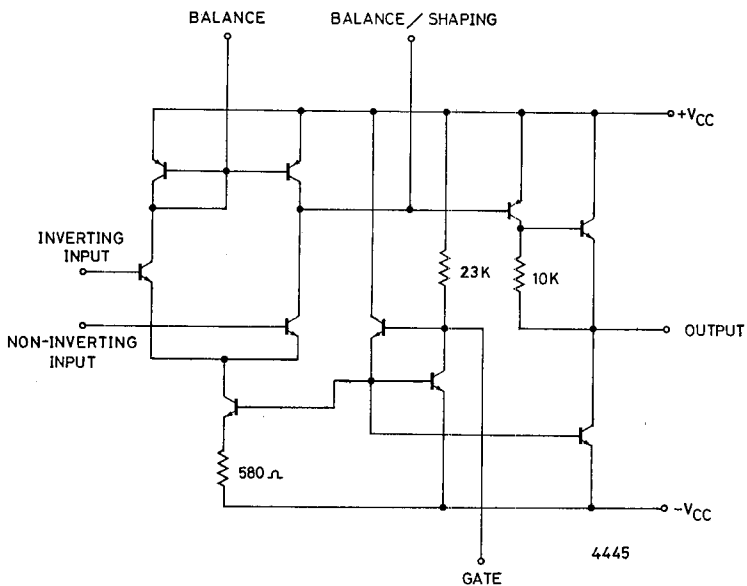 BALANCE
BALANCE / SHAPING
+VCC
INVERTING
INPUT
23K
10K
NON-INVERTING
INPUT
OUTPUT
580 Ω
-VCC
4445
GATE